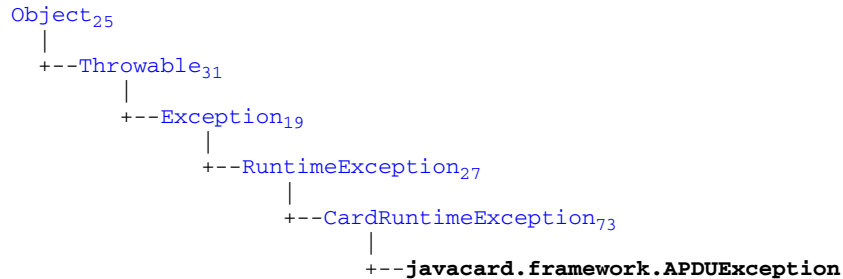 Object25
|
+--Throwable31
|
+--Exception19
|
+--RuntimeException27
|
+--CardRuntimeException73
|
+--javacard.framework.APDUException